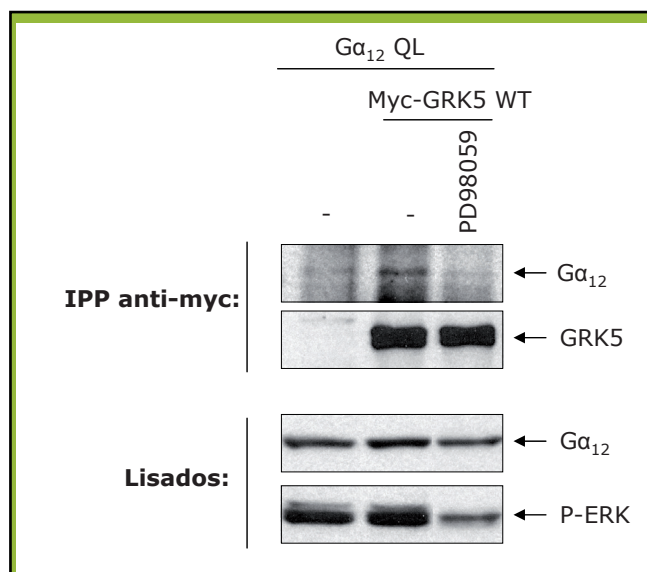 Gα₁₂ QL
Myc-GRK5 WT
- - PD98059
IPP anti-myc:
Gα₁₂
GRK5
Lisados:
Gα₁₂
P-ERK